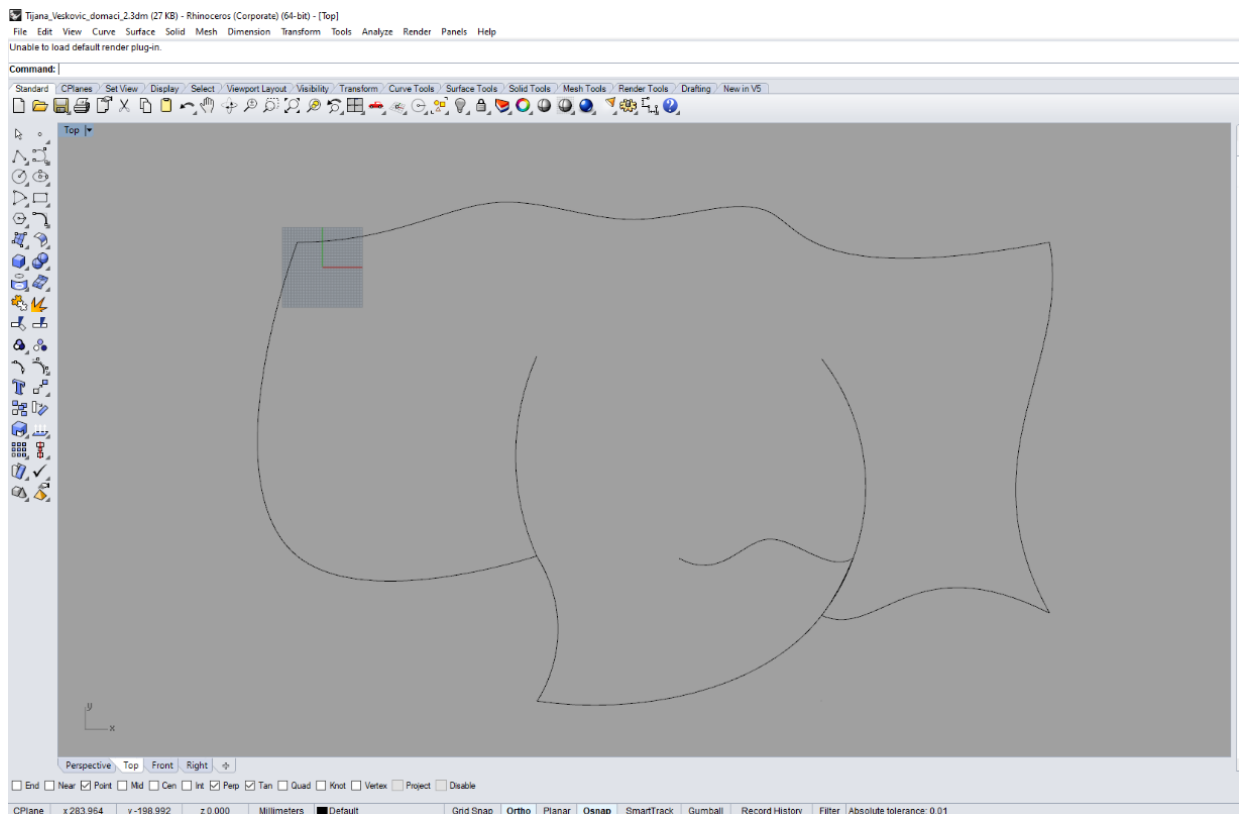 Tijana_Veskovic_domaci_2.3dm (27 KB) - Rhinoceros (Corporate) (64-bit) - [Top]
File Edit View Curve Surface Solid Mesh Dimension Transform Tools Analyze Render Panels Help
Unable to load default render plug-in.
Command:
Standard CPlanes Set View Display Select Viewport Layout Visibility Transform Curve Tools Surface Tools Solid Tools Mesh Tools Render Tools Drafting New in V5
Top
y
x
Perspective Top Front Right
End Near Point Mid Cen Int Perp Tan Quad Knot Vertex Project Disable
CPlane x 283.964 y -198.992 z 0.000 Millimeters Default Grid Snap Ortho Planar Osnap SmartTrack Gumball Record History Filter Absolute tolerance: 0.01